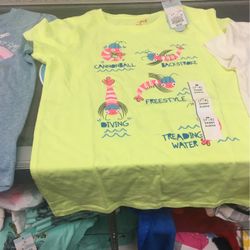 CANNONBALL
BACKSTROKE
FREESTYLE
DIVING
TREADING
WATER